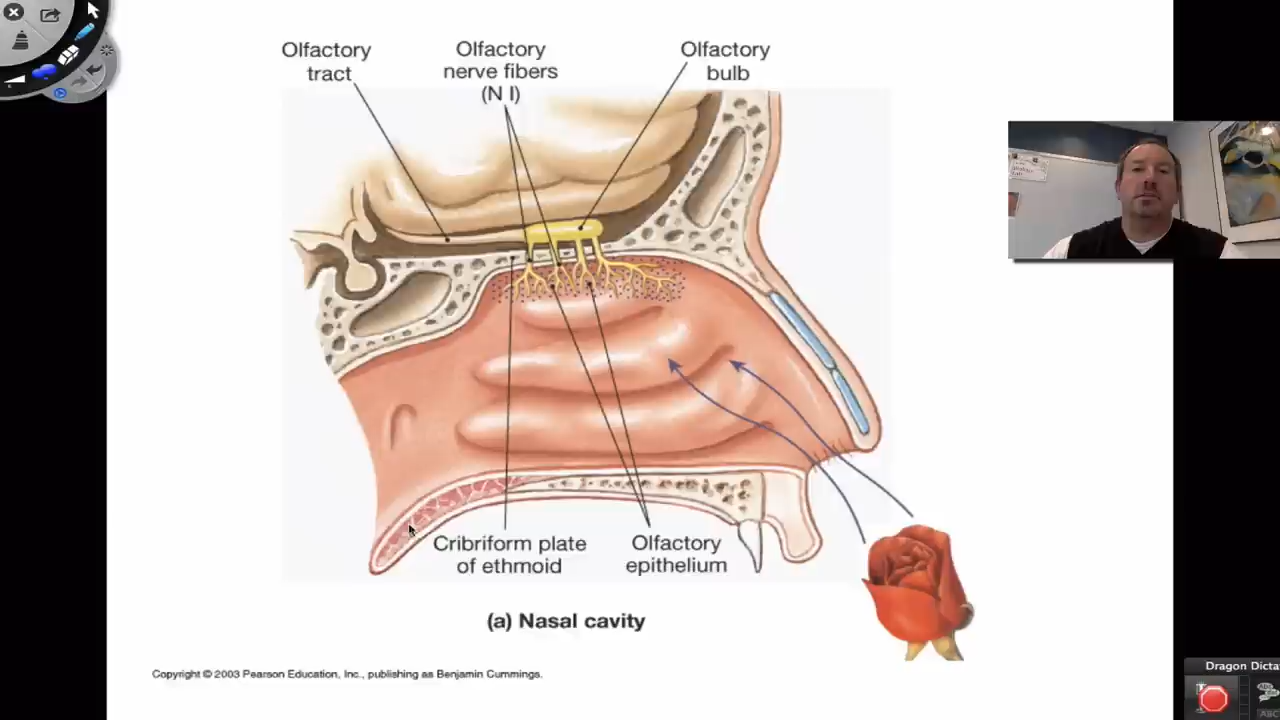 Olfactory
tract
Olfactory
nerve fibers
(N I)
Olfactory
bulb
Cribriform plate
of ethmoid
Olfactory
epithelium
(a) Nasal cavity
Copyright © 2003 Pearson Education, Inc., publishing as Benjamin Cummings.
Dragon Dicta
ABC